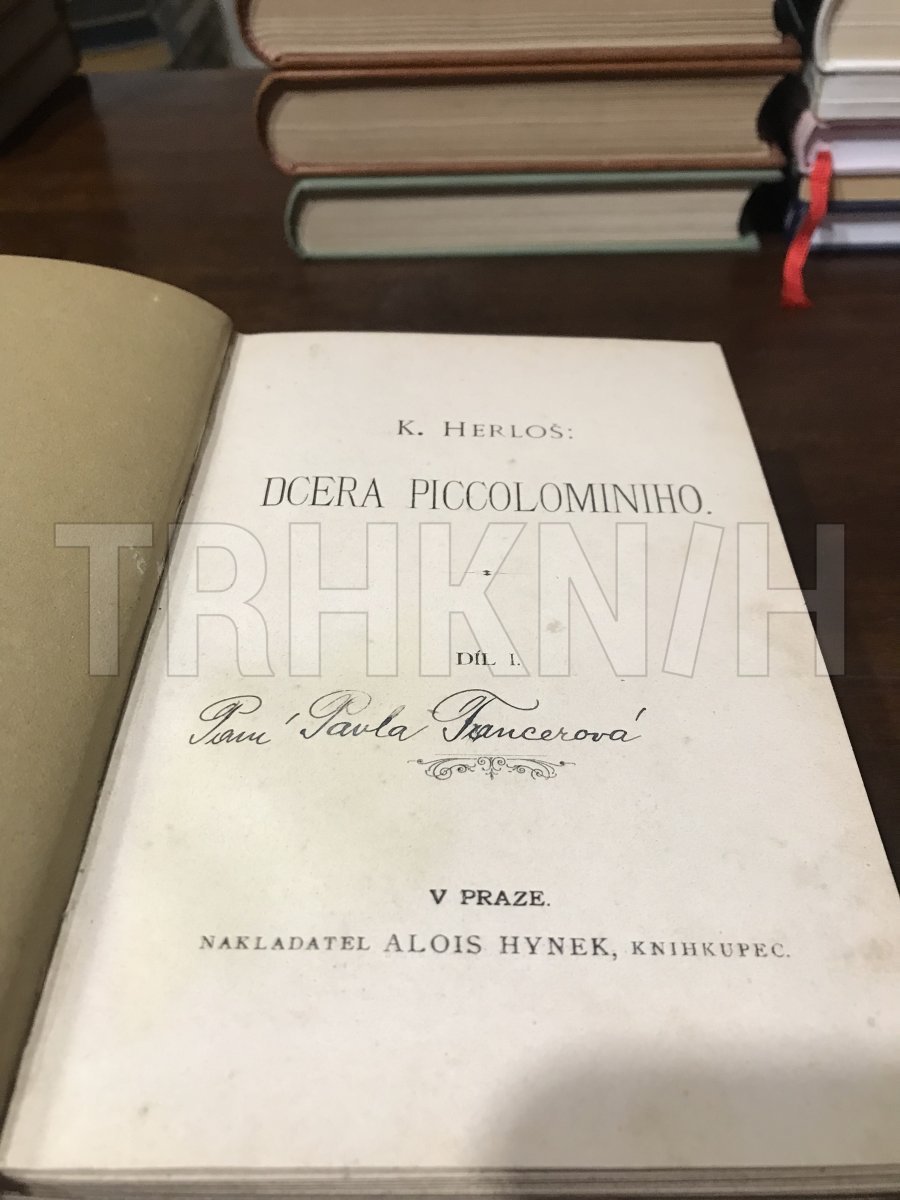 K. HERLOŠ:
DCERA PICCOLOMINIHO.
TRHKNIH
DÍL I.
Paní Pavla Francerová
V PRAZE.
NAKLADATEL ALOIS HYNEK, KNIHKUPEC.